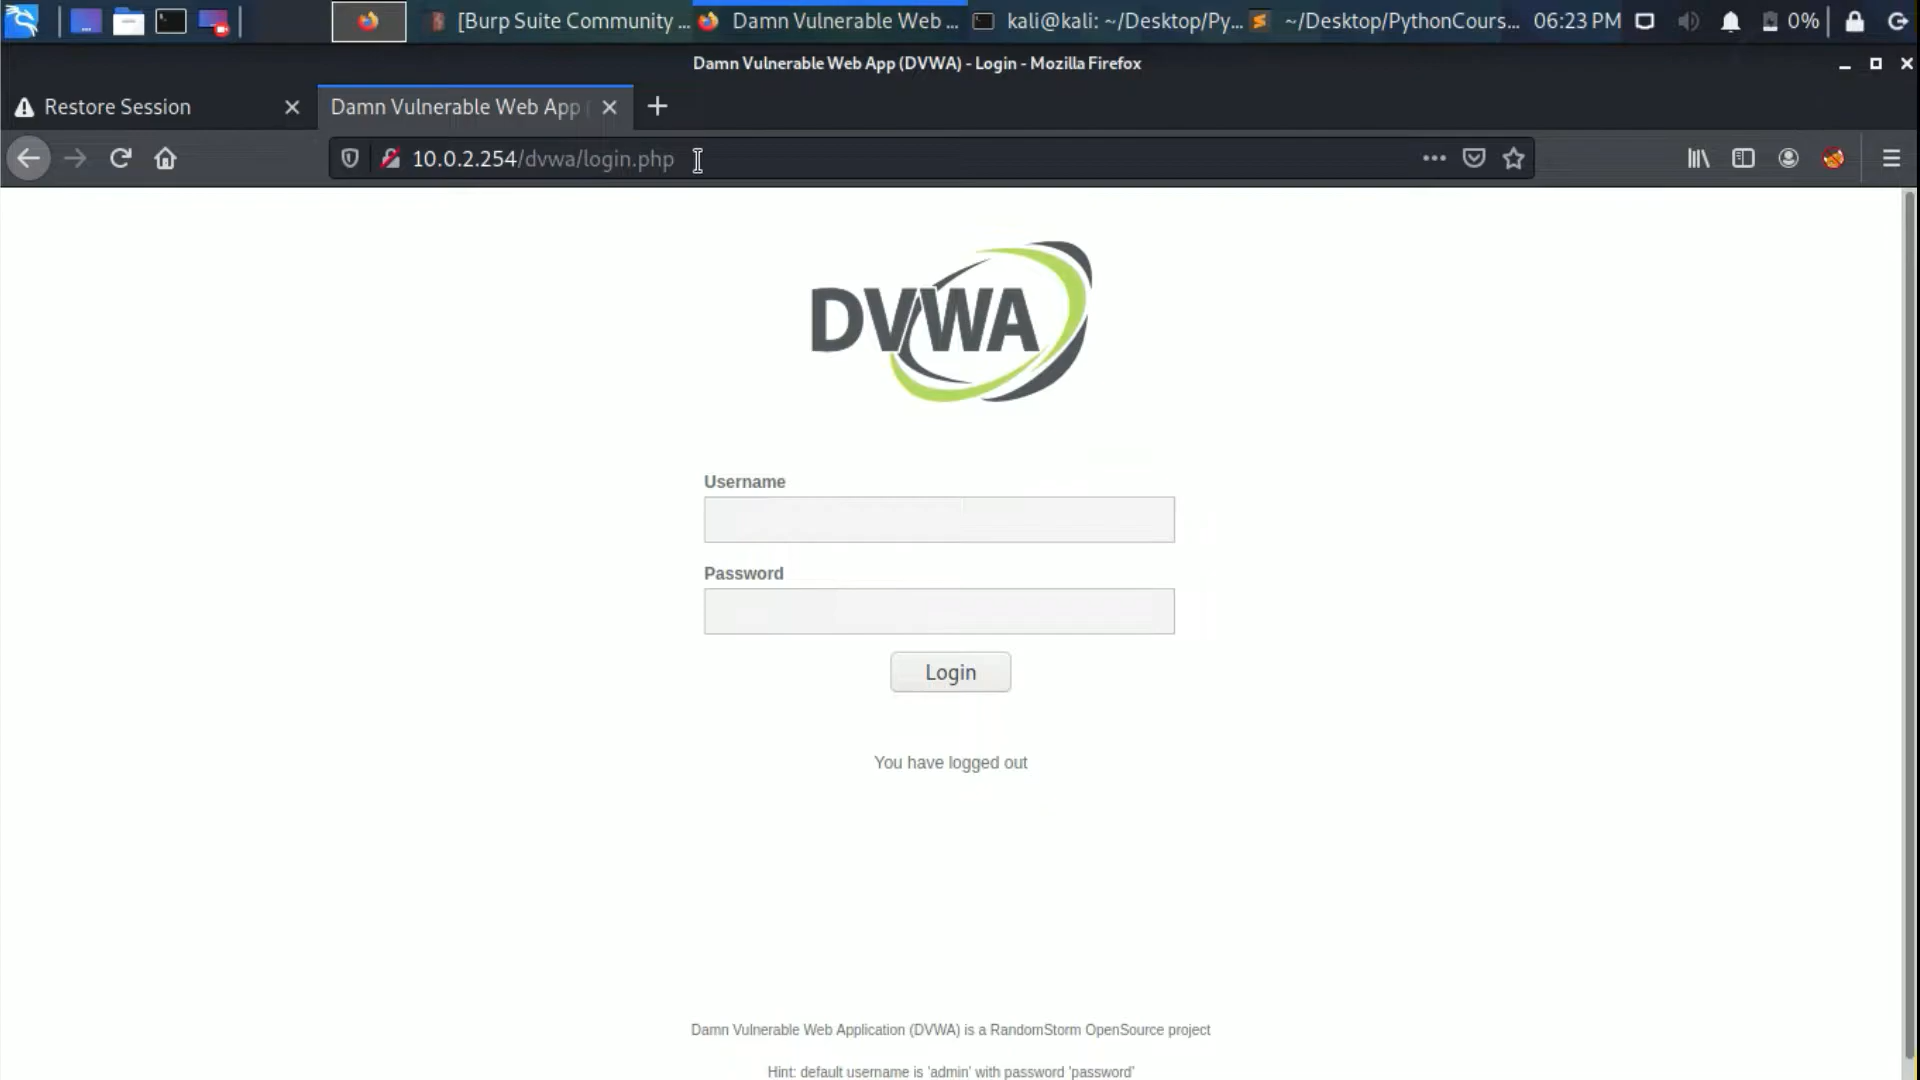 [Burp Suite Community ...
Damn Vulnerable Web ...
kali@kali: ~/Desktop/Py...
~/Desktop/PythonCours...
06:23 PM
0%
Damn Vulnerable Web App (DVWA) - Login - Mozilla Firefox
Restore Session
Damn Vulnerable Web App (
10.0.2.254/dvwa/login.php
DVWA
Username
Password
Login
You have logged out
Damn Vulnerable Web Application (DVWA) is a RandomStorm OpenSource project
Hint: default username is 'admin' with password 'password'